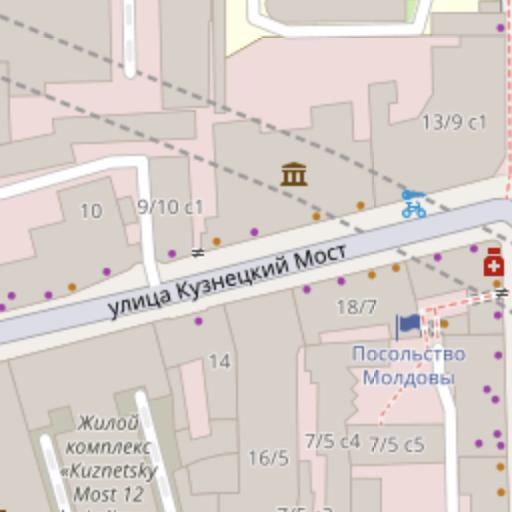 13/9 с1
10
9/10 с1
улица Кузнецкий Мост
18/7
Посольство
Молдовы
14
Жилой
комплекс
«Kuznetsky
Most 12
16/5
7/5 с4
7/5 с5